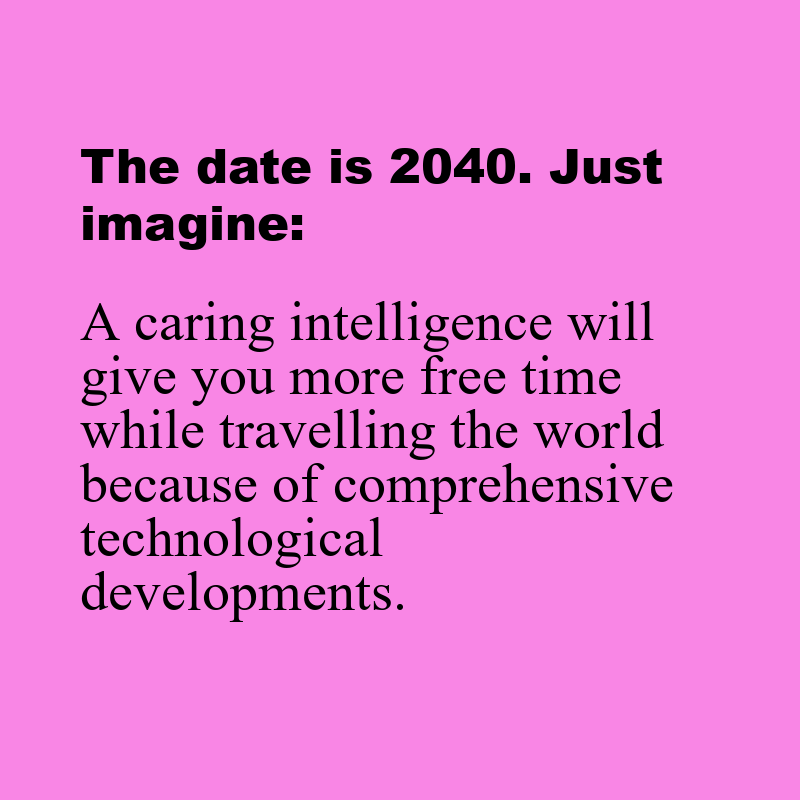 The date is 2040. Just
imagine:
A caring intelligence will
give you more free time
while travelling the world
because of comprehensive
technological
developments.